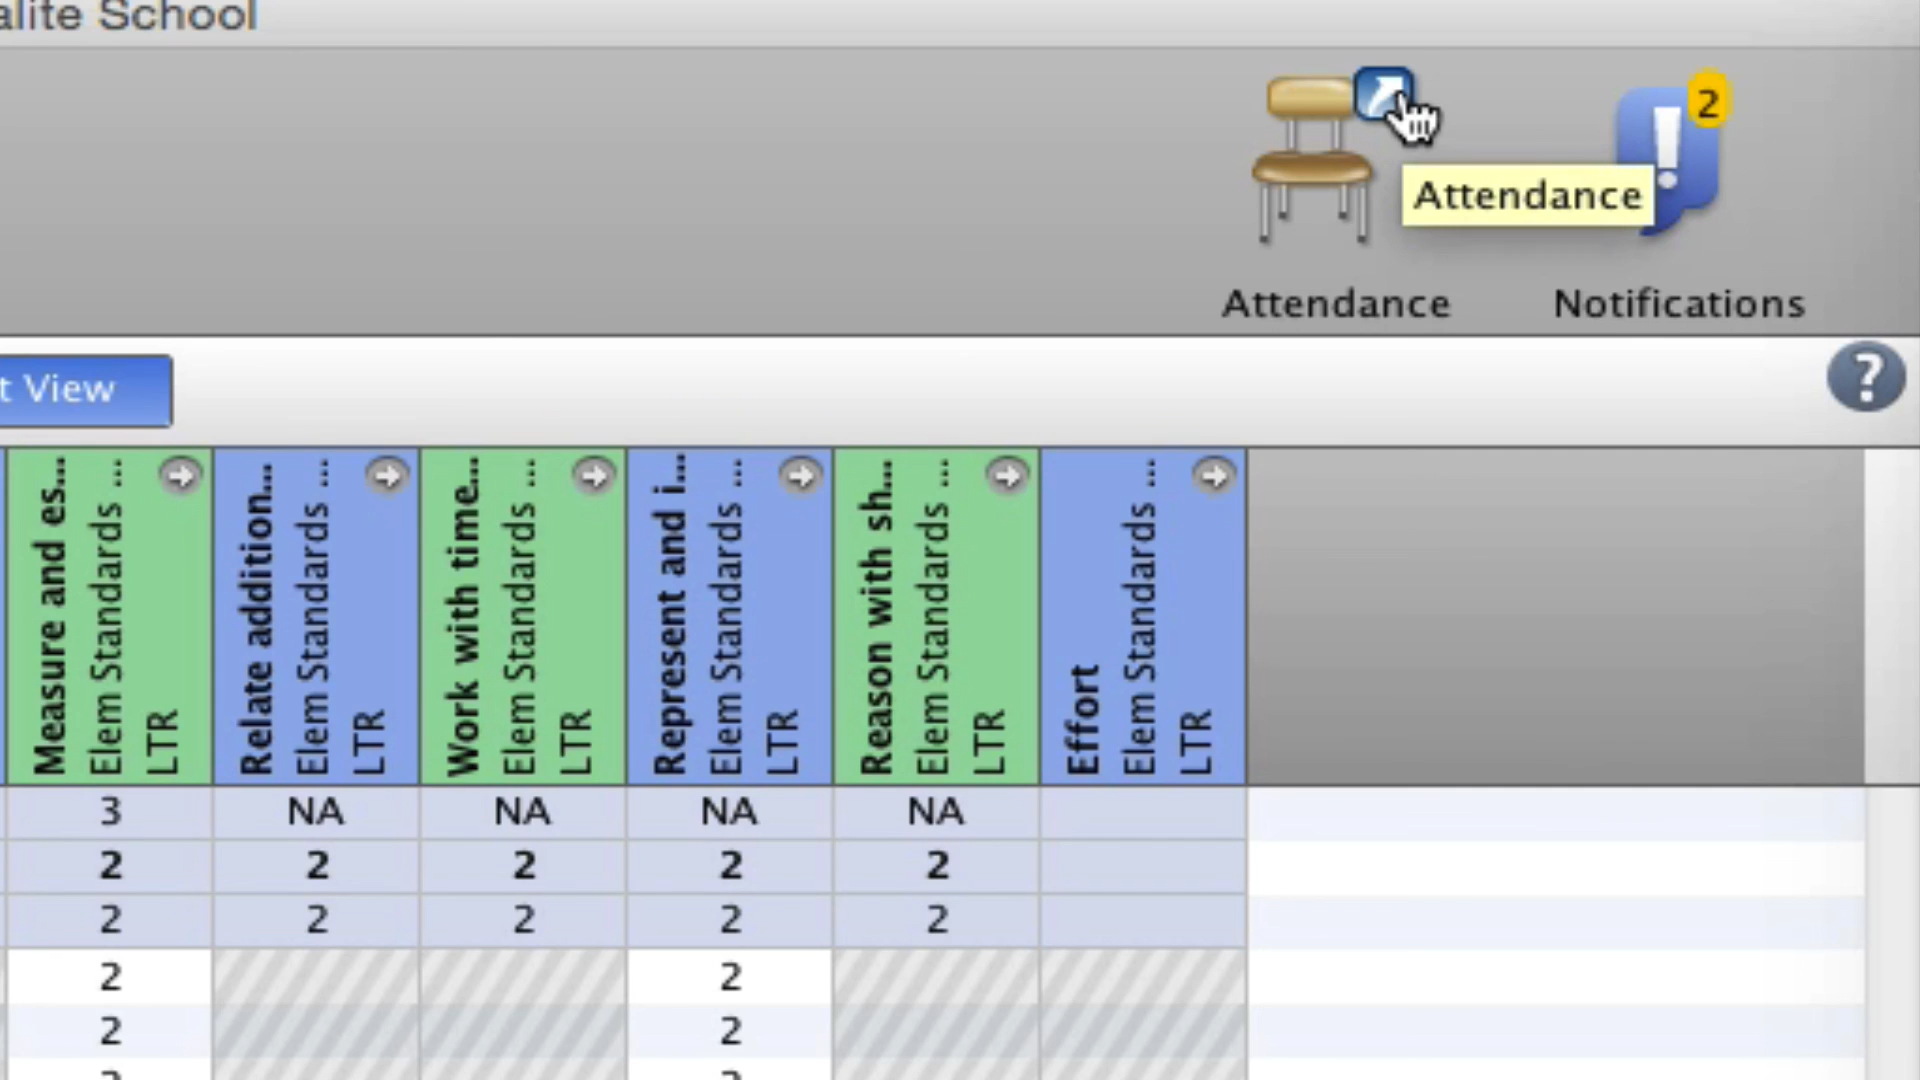 alite School
2
Attendance
Attendance
Notifications
t View
?
Measure and es...
Elem Standards ...
LTR
Relate addition...
Elem Standards ...
LTR
Work with time...
Elem Standards ...
LTR
Represent and i...
Elem Standards ...
LTR
Reason with sh...
Elem Standards ...
LTR
Effort
Elem Standards ...
LTR
3 NA NA NA NA
2 2 2 2 2
2 2 2 2 2
2 2
2 2